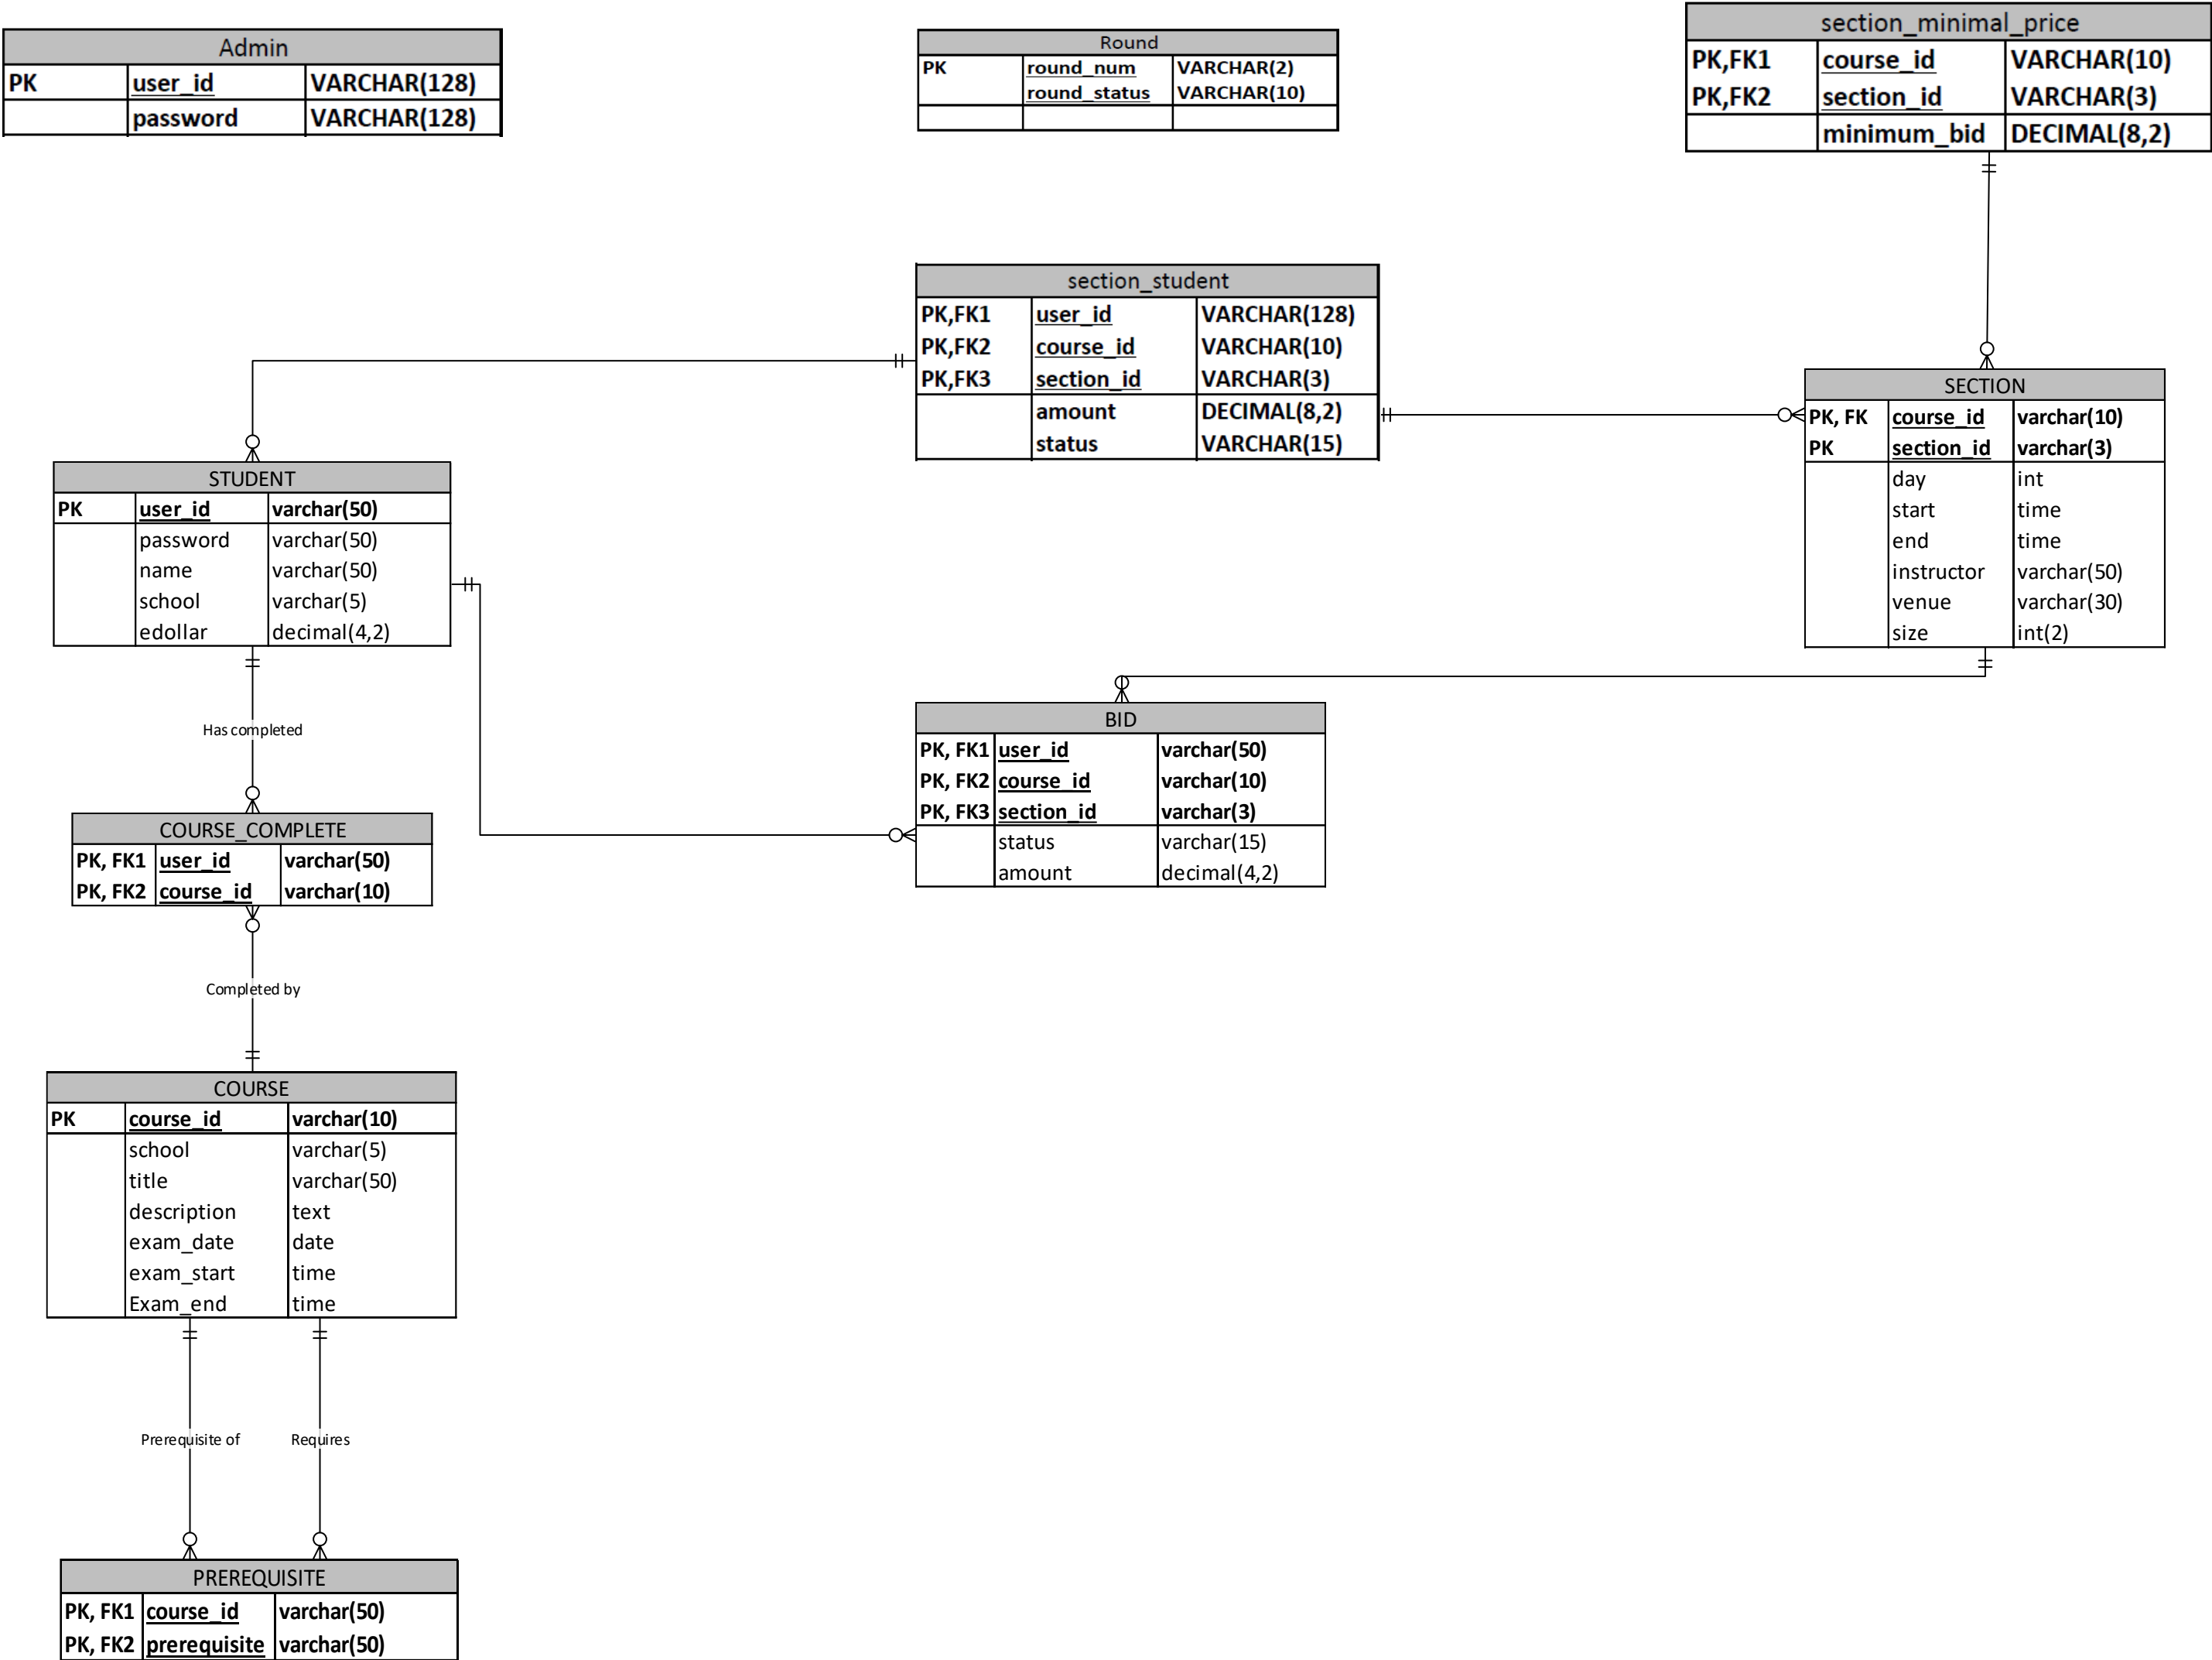 Admin
PK user_id VARCHAR(128)
password VARCHAR(128)
Round
PK round_num VARCHAR(2)
round_status VARCHAR(10)
section_minimal_price
PK,FK1 course_id VARCHAR(10)
PK,FK2 section_id VARCHAR(3)
minimum_bid DECIMAL(8,2)
section_student
PK,FK1 user_id VARCHAR(128)
PK,FK2 course_id VARCHAR(10)
PK,FK3 section_id VARCHAR(3)
amount DECIMAL(8,2)
status VARCHAR(15)
SECTION
PK, FK course_id varchar(10)
PK section_id varchar(3)
day int
start time
end time
instructor varchar(50)
venue varchar(30)
size int(2)
STUDENT
PK user_id varchar(50)
password varchar(50)
name varchar(50)
school varchar(5)
edollar decimal(4,2)
Has completed
BID
PK, FK1 user_id varchar(50)
PK, FK2 course_id varchar(10)
PK, FK3 section_id varchar(3)
status varchar(15)
amount decimal(4,2)
COURSE_COMPLETE
PK, FK1 user_id varchar(50)
PK, FK2 course_id varchar(10)
Completed by
COURSE
PK course_id varchar(10)
school varchar(5)
title varchar(50)
description text
exam_date date
exam_start time
Exam_end time
Prerequisite of Requires
PREREQUISITE
PK, FK1 course_id varchar(50)
PK, FK2 prerequisite varchar(50)